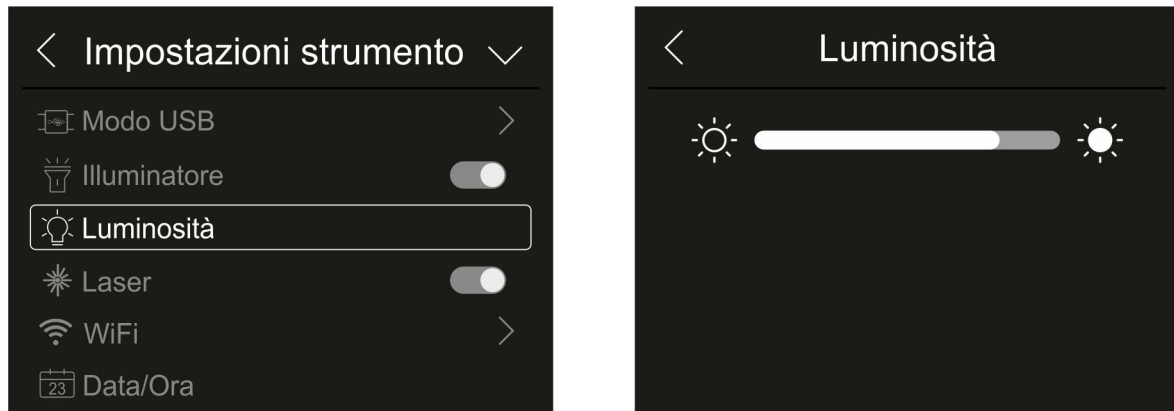 Impostazioni strumento
Modo USB
Illuminatore
Luminosità
Laser
WiFi
23 Data/Ora
Luminosità